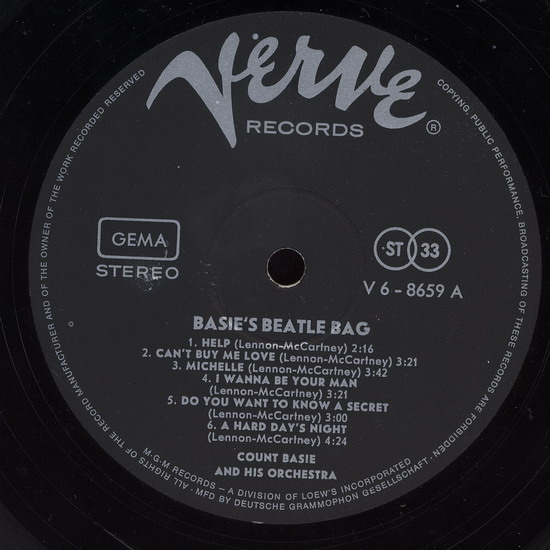 Verve
RECORDS
®
GEMA
STEREO
ST 33
V 6 – 8659 A
BASIE'S BEATLE BAG
1. HELP (Lennon-McCartney) 2:16
2. CAN'T BUY ME LOVE (Lennon-McCartney) 3:21
3. MICHELLE (Lennon-McCartney) 3:42
4. I WANNA BE YOUR MAN
(Lennon-McCartney) 3:21
5. DO YOU WANT TO KNOW A SECRET
(Lennon-McCartney) 3:00
6. A HARD DAY'S NIGHT
(Lennon-McCartney) 4:24
COUNT BASIE
AND HIS ORCHESTRA
M·G·M RECORDS – A DIVISION OF LOEW'S INCORPORATED
ALL RIGHTS OF THE RECORD MANUFACTURER AND OF THE OWNER OF THE WORK RECORDED RESERVED
COPYING, PUBLIC PERFORMANCE, BROADCASTING OF THESE RECORDS ARE FORBIDDEN
· MFD BY DEUTSCHE GRAMMOPHON GESELLSCHAFT ·